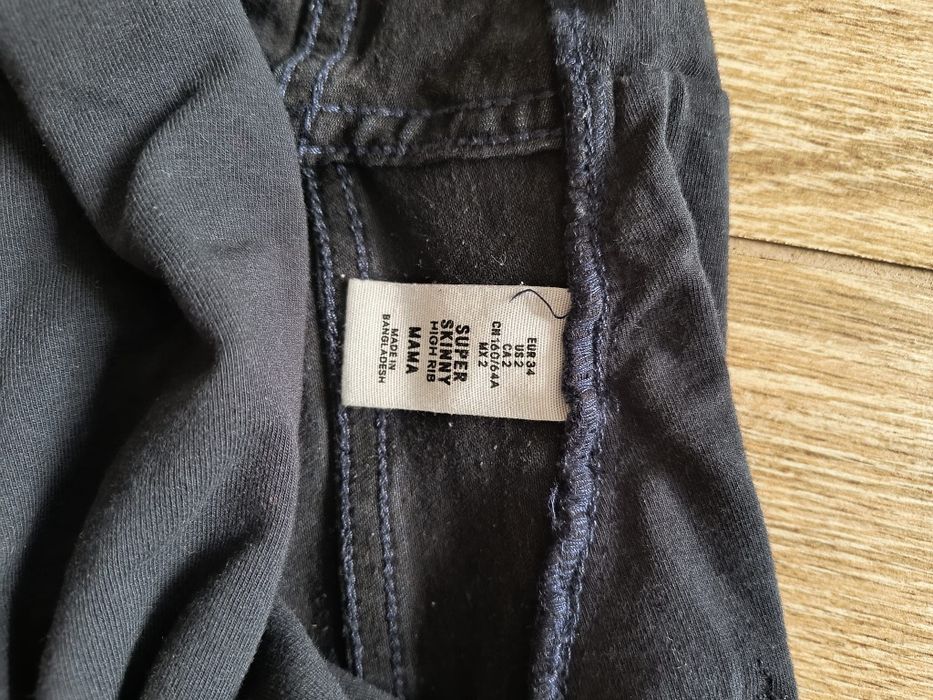 EUR 34
US 2
CA 2
CN 160/64A
MX 2
SUPER
SKINNY
HIGH RIB
MAMA
MADE IN
BANGLADESH